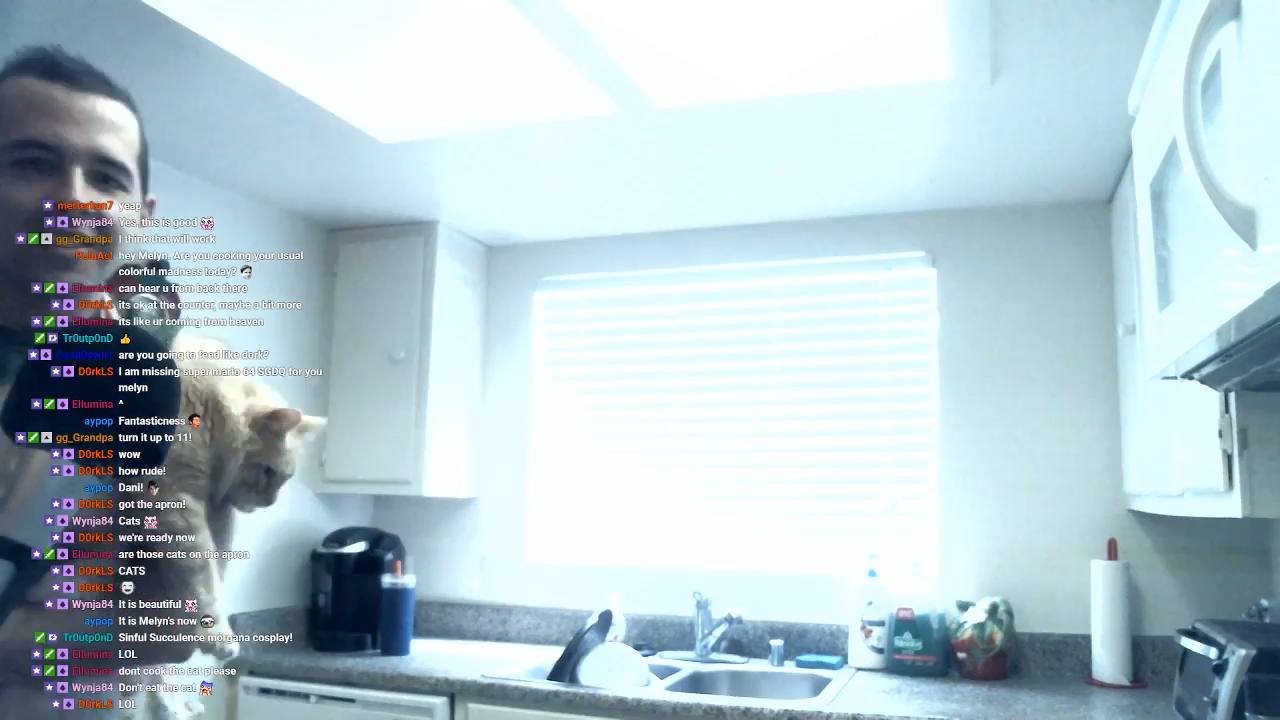 merterkan7 yeap
Wynja84 Yes, this is good
gg_Grandpa I think that will work
hey Melyn. Are you cooking your usual
colorful madness today?
Ellumina can hear u from back there
D0rkLS its ok at the counter, maybe a bit more
Ellumina its like ur coming from heaven
Tr0utp0nD
are you going to feed like dork?
D0rkLS I am missing super mario 64 SGDQ for you
melyn
Ellumina ^
aypop Fantasticness
gg_Grandpa turn it up to 11!
D0rkLS wow
D0rkLS how rude!
aypop Dani!
D0rkLS got the apron!
Wynja84 Cats
D0rkLS we're ready now
Ellumina are those cats on the apron
D0rkLS CATS
D0rkLS
Wynja84 It is beautiful
aypop It is Melyn's now
Tr0utp0nD Sinful Succulence morgana cosplay!
Ellumina LOL
Ellumina dont cook the cat please
Wynja84 Don't eat the cat
D0rkLS LOL